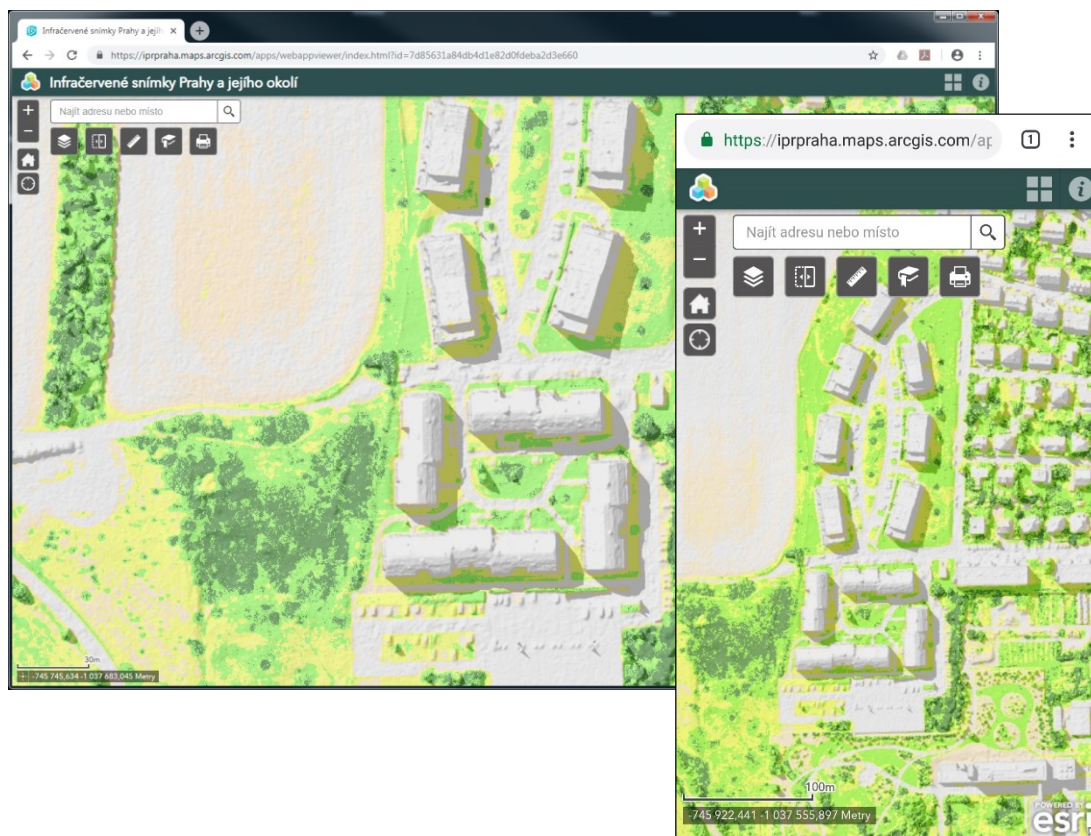 Infračervené snímky Prahy a jejíh
https://iprpraha.maps.arcgis.com/apps/webappviewer/index.html?id=7d85631a84db4d1e82d0fdeba2d3e660
Infračervené snímky Prahy a jejího okolí
Najít adresu nebo místo
30m
-745 745,634 -1 037 683,045 Metry
https://iprpraha.maps.arcgis.com/ap
1
Najít adresu nebo místo
100m
-745 922,441 -1 037 555,897 Metry
POWERED BY
esri